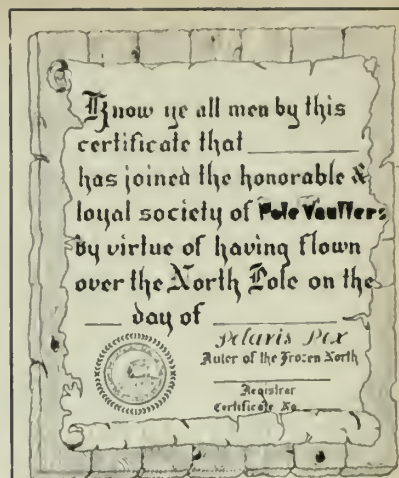 Know ye all men by this
certificate that
has joined the honorable &
loyal society of Pole Vaulters
by virtue of having flown
over the North Pole on the
day of
Polaris Rex
Ruler of the Frozen North
Registrar
Certificate No.